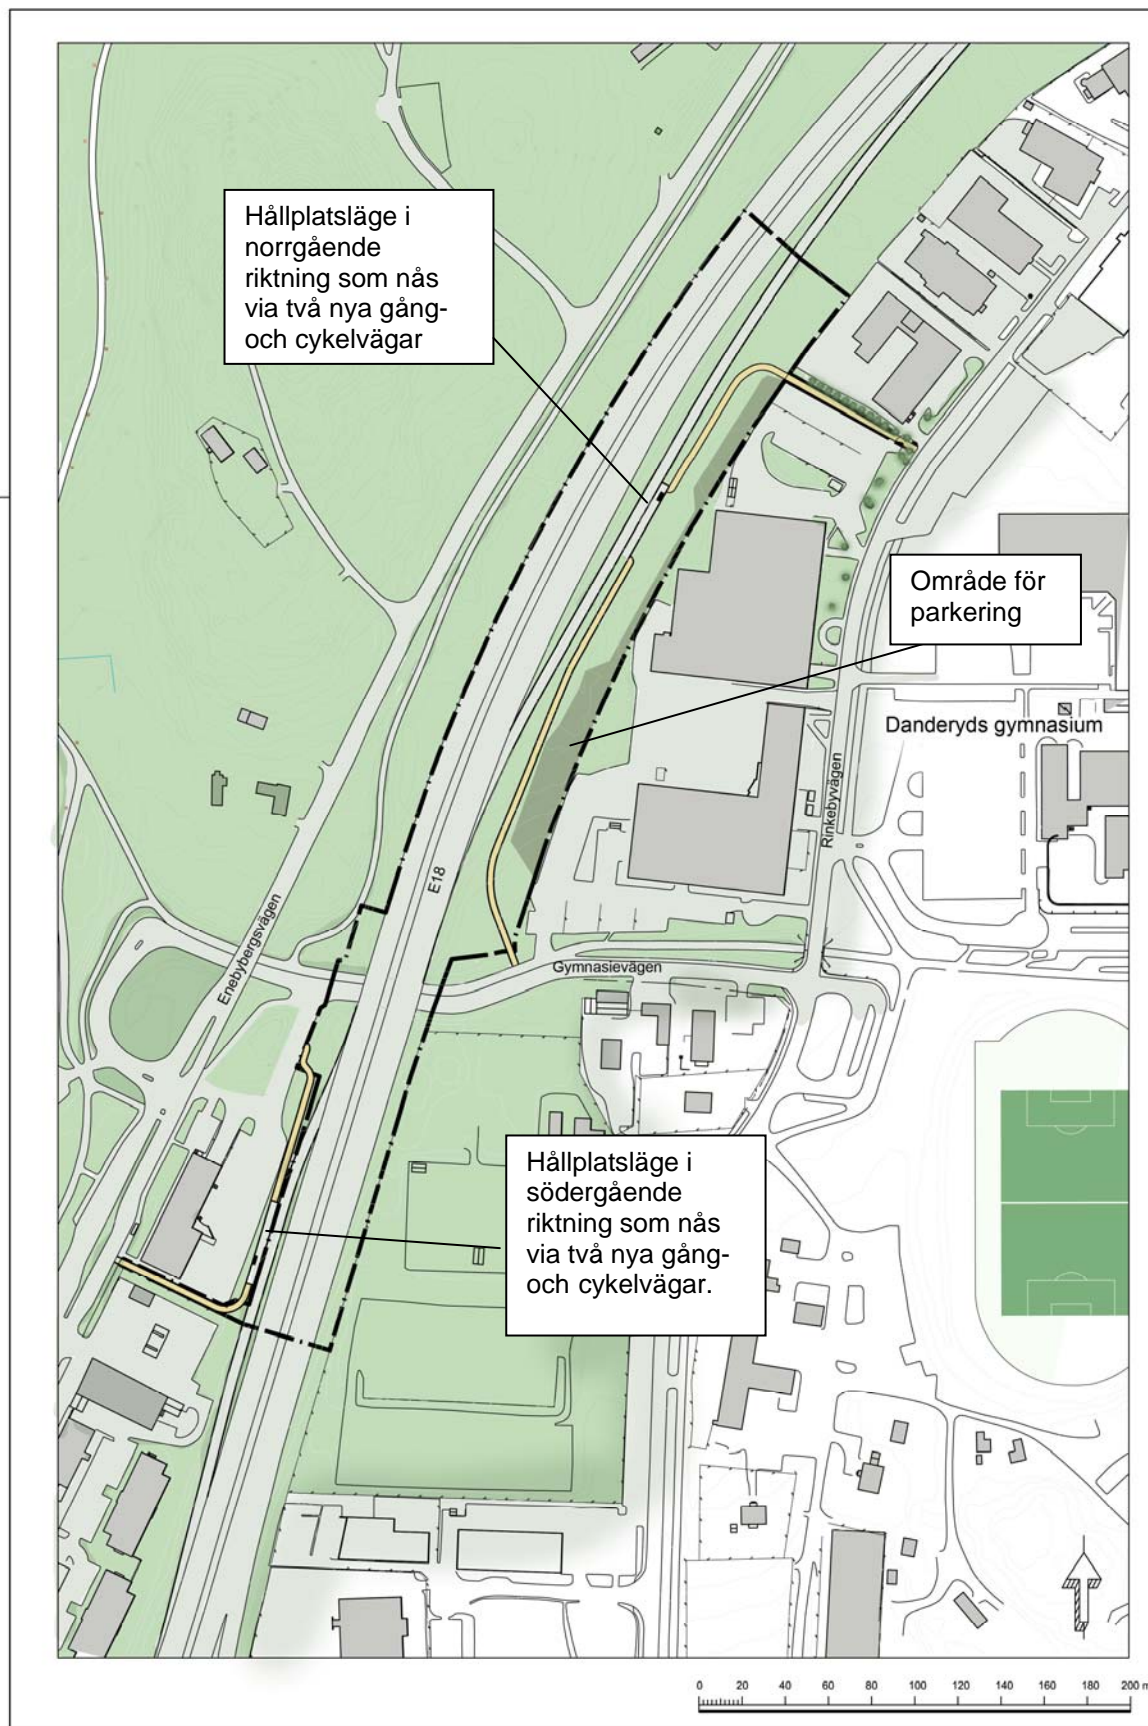 Hållplatsläge i
norrgående
riktning som nås
via två nya gång-
och cykelvägar
Område för
parkering
Danderyds gymnasium
Rinkebyvägen
E18
Enebybergsvägen
Gymnasievägen
Hållplatsläge i
södergående
riktning som nås
via två nya gång-
och cykelvägar.
0 20 40 60 80 100 120 140 160 180 200 m